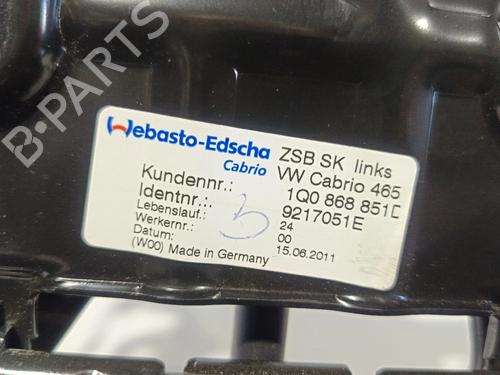 B-PARTS
Webasto-Edscha
Cabrio
ZSB SK links
VW Cabrio 465
Kundennr.: 1Q0 868 851D
Identnr.: 9217051E
Lebenslauf.: 24
Werkernr.: 00
Datum: 15.06.2011
(W00) Made in Germany